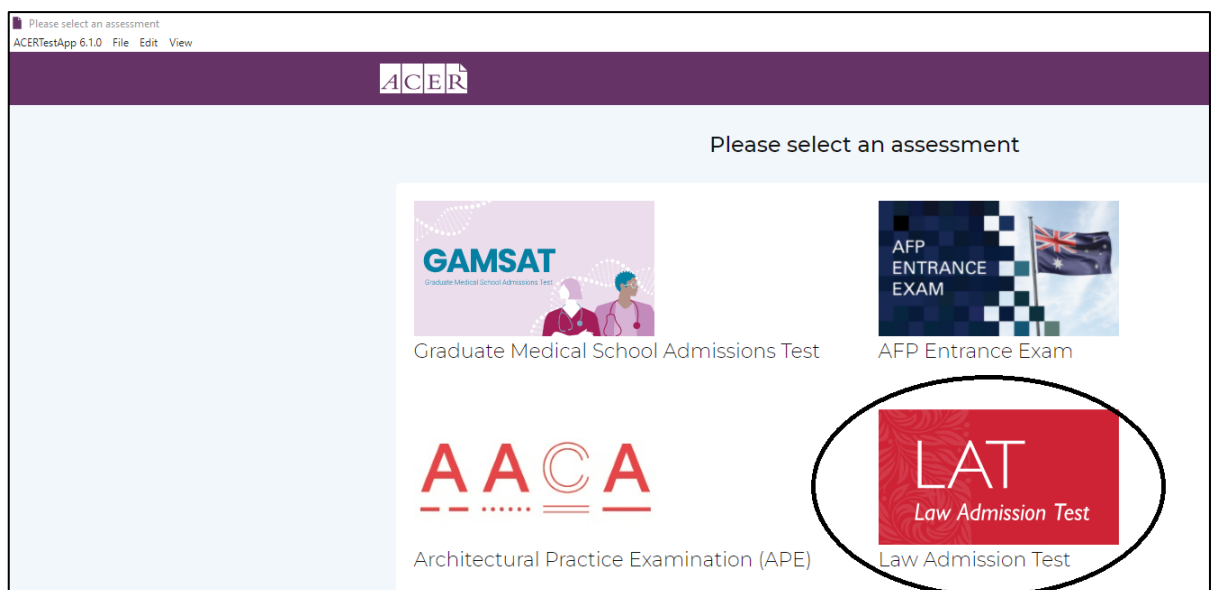 Please select an assessment
ACERTestApp 6.1.0 File Edit View
ACER
Please select an assessment
GAMSAT
Graduate Medical School Admissions Test
Graduate Medical School Admissions Test
AFP
ENTRANCE
EXAM
AFP Entrance Exam
AACA
Architectural Practice Examination (APE)
LAT
Law Admission Test
Law Admission Test